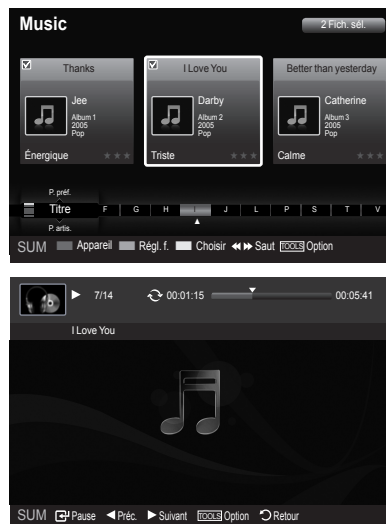 Music
2 Fich. sél.
Thanks
I Love You
Better than yesterday
Jee
Album 1
2005
Pop
Darby
Album 2
2005
Pop
Catherine
Album 3
2005
Pop
Énergique
Triste
Calme
P. préf.
Titre F G H I J L P S T V
P. artis.
SUM Appareil Régl. f. Choisir Saut TOOLS Option
7/14 00:01:15 00:05:41
I Love You
SUM Pause Préc. Suivant TOOLS Option Retour